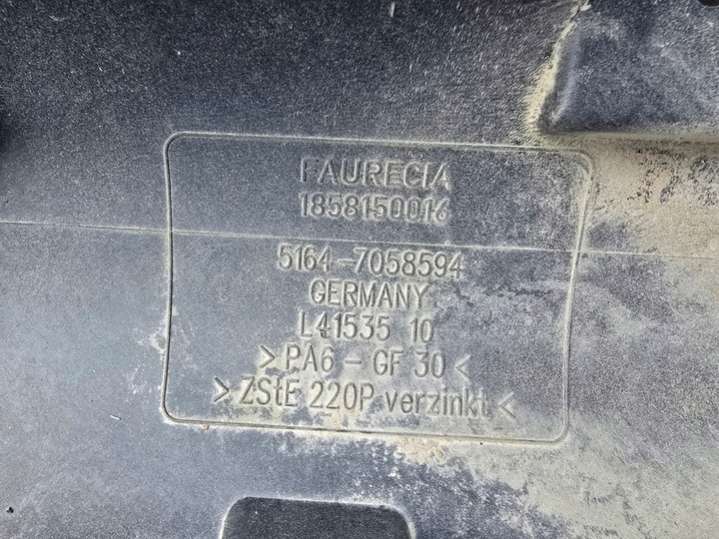 FAURECIA
1858150016
5164-7058594
GERMANY
L41535 10
> PA6 - GF 30 <
> ZStE 220P verzinkt <